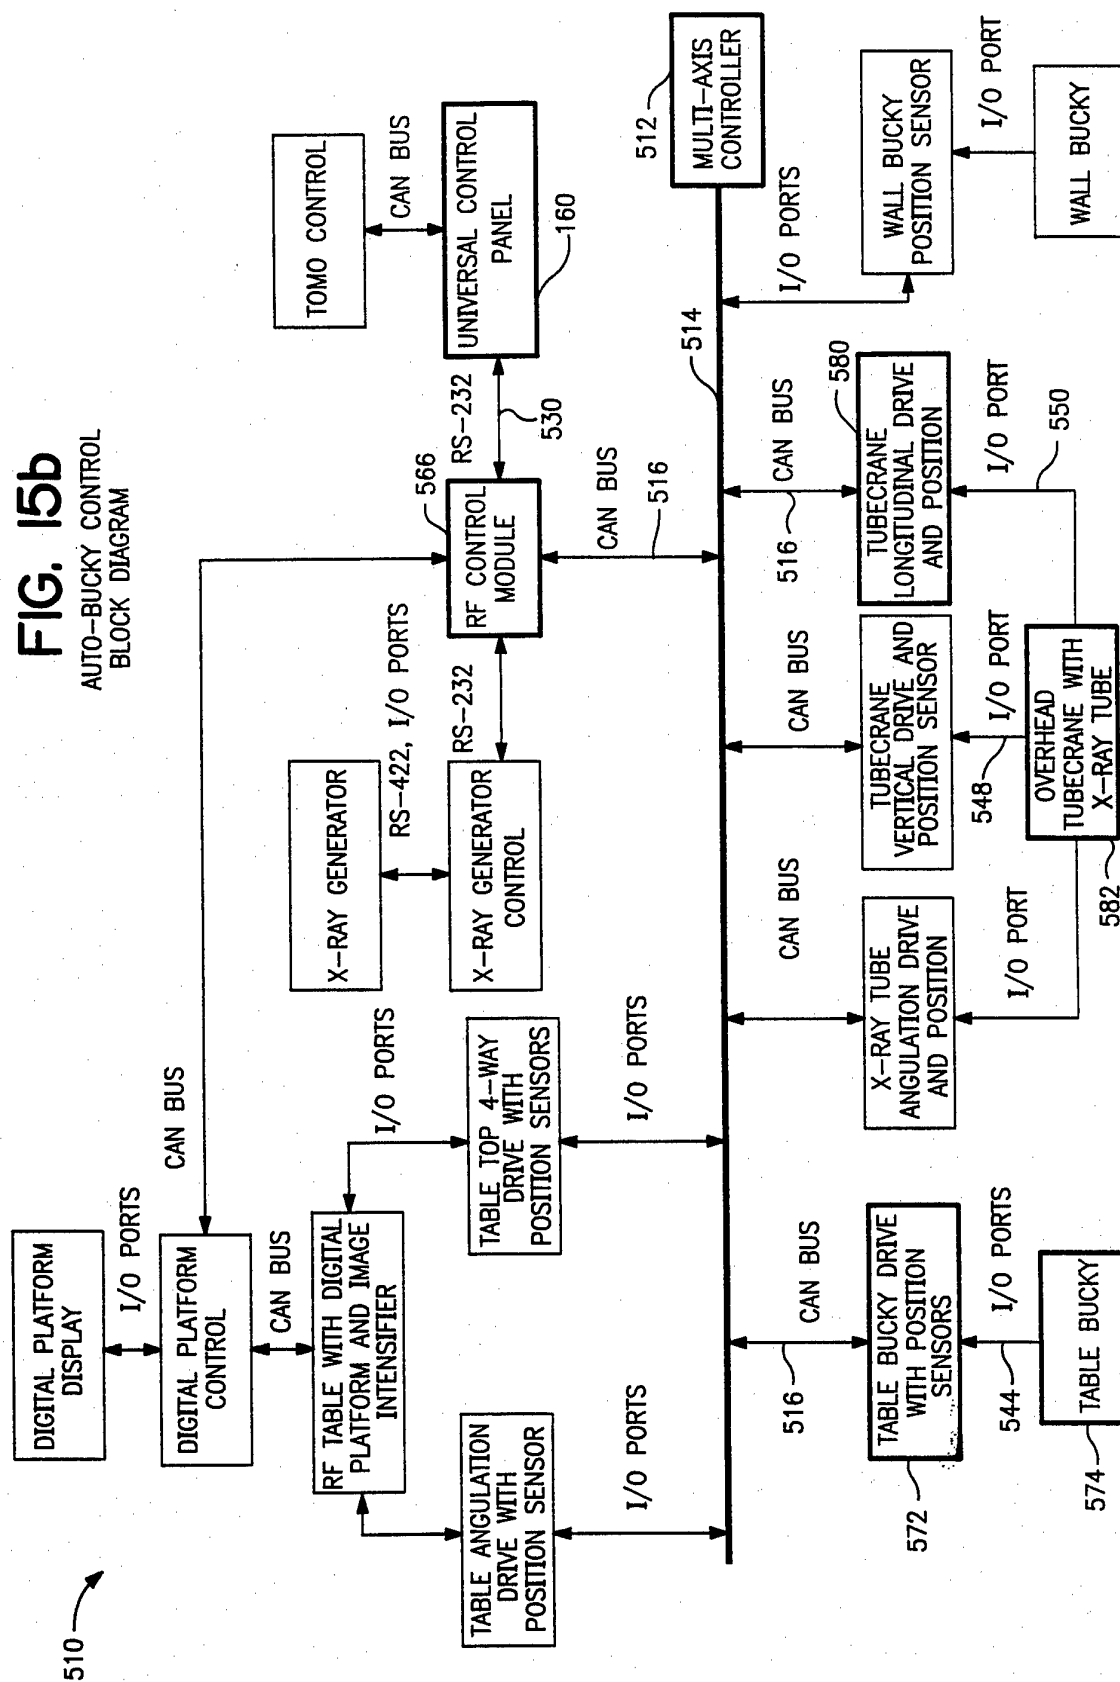 FIG. 15b
AUTO-BUCKY CONTROL
BLOCK DIAGRAM
510
DIGITAL PLATFORM
DISPLAY
I/O PORTS
DIGITAL PLATFORM
CONTROL
CAN BUS
CAN BUS
RF TABLE WITH DIGITAL
PLATFORM AND IMAGE
INTENSIFIER
I/O PORTS
TABLE ANGULATION
DRIVE WITH
POSITION SENSOR
I/O PORTS
TABLE TOP 4-WAY
DRIVE WITH
POSITION SENSORS
I/O PORTS
X-RAY GENERATOR
RS-422, I/O PORTS
X-RAY GENERATOR
CONTROL
RS-232
RF CONTROL
MODULE
566
RS-232
530
CAN BUS
516
TOMO CONTROL
CAN BUS
UNIVERSAL CONTROL
PANEL
160
512
MULTI-AXIS
CONTROLLER
514
CAN BUS
516
TABLE BUCKY DRIVE
WITH POSITION
SENSORS
572
I/O PORTS
544
TABLE BUCKY
574
CAN BUS
X-RAY TUBE
ANGULATION DRIVE
AND POSITION
I/O PORT
CAN BUS
TUBECRANE
VERTICAL DRIVE AND
POSITION SENSOR
I/O PORT
548
OVERHEAD
TUBECRANE WITH
X-RAY TUBE
582
CAN BUS
516
580
TUBECRANE
LONGITUDINAL DRIVE
AND POSITION
I/O PORT
550
I/O PORTS
WALL BUCKY
POSITION SENSOR
I/O PORT
WALL BUCKY